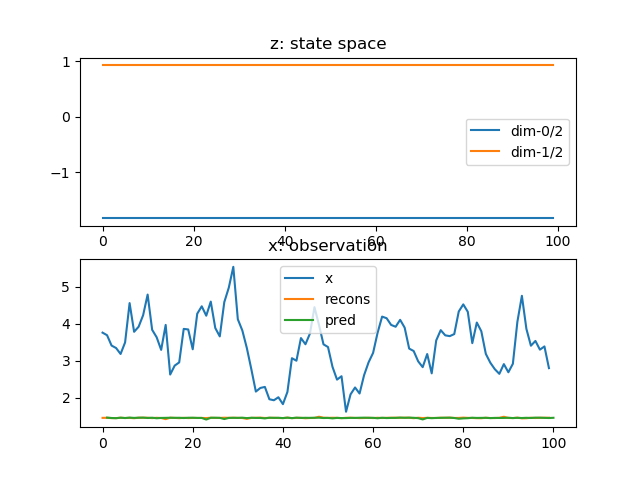 z: state space
1
0
−1
dim-0/2
dim-1/2
0 20 40 60 80 100
x: observation
5
4
3
2
x
recons
pred
0 20 40 60 80 100